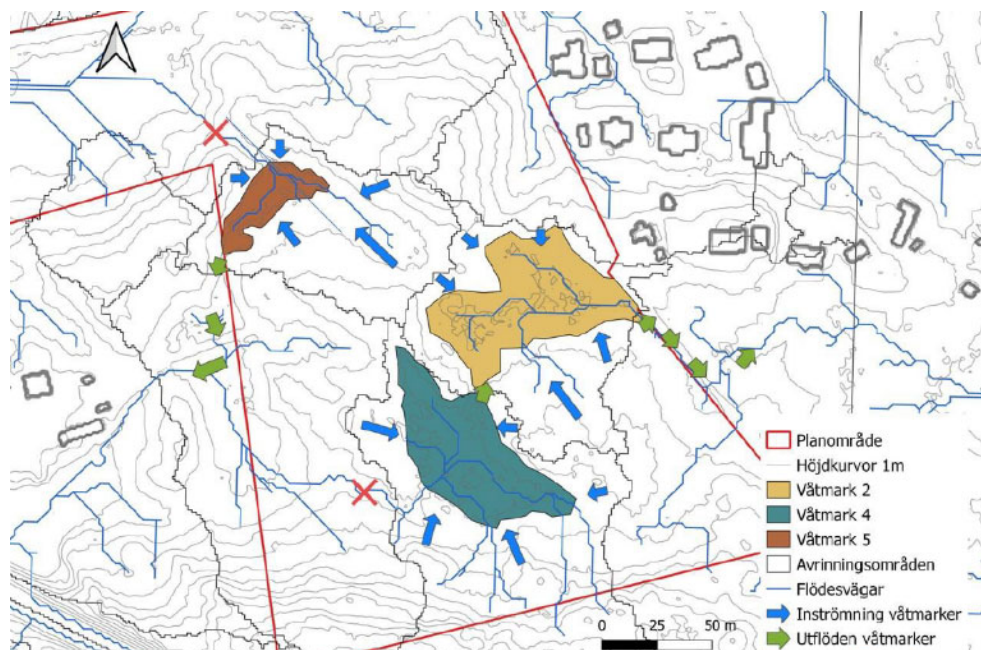 Planområde
Höjdkurvor 1m
Våtmark 2
Våtmark 4
Våtmark 5
Avrinningsområden
Flödesvägar
Inströmning våtmarker
Utflöden våtmarker
0 25 50 m